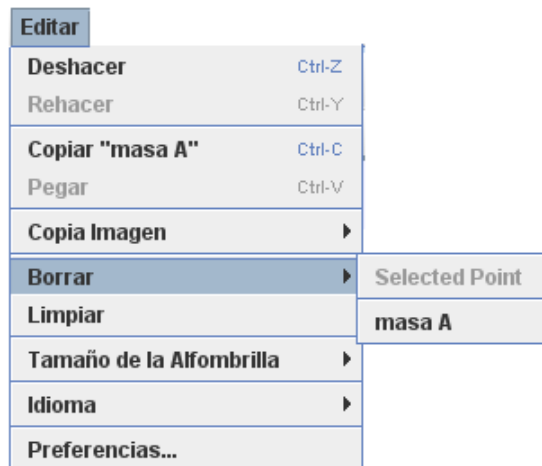 Editar
Deshacer Ctrl-Z
Rehacer Ctrl-Y
Copiar "masa A" Ctrl-C
Pegar Ctrl-V
Copia Imagen
Borrar
Selected Point
Limpiar
masa A
Tamaño de la Alfombrilla
Idioma
Preferencias...